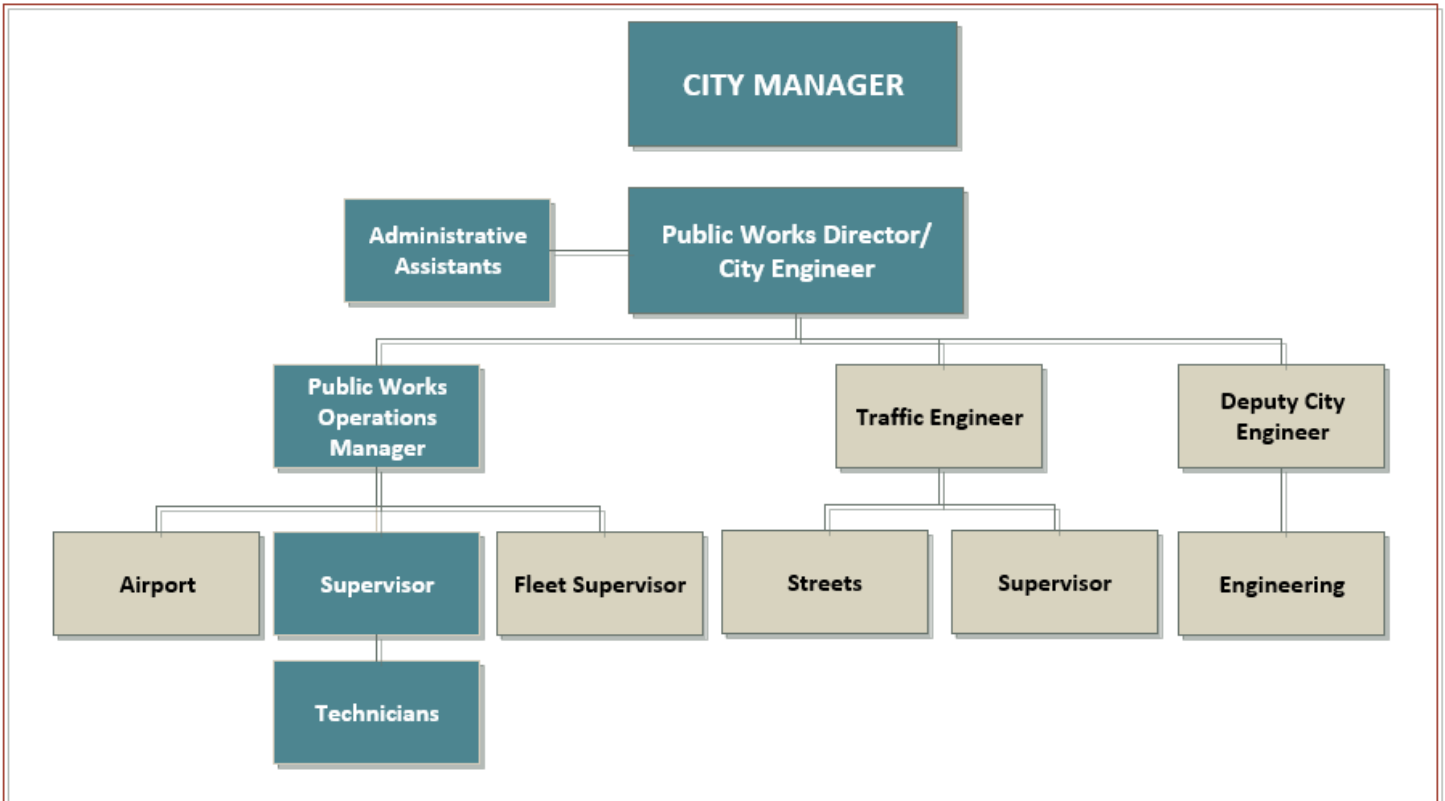 CITY MANAGER
Administrative
Assistants
Public Works Director/
City Engineer
Public Works
Operations
Manager
Traffic Engineer
Deputy City
Engineer
Airport
Supervisor
Fleet Supervisor
Streets
Supervisor
Engineering
Technicians